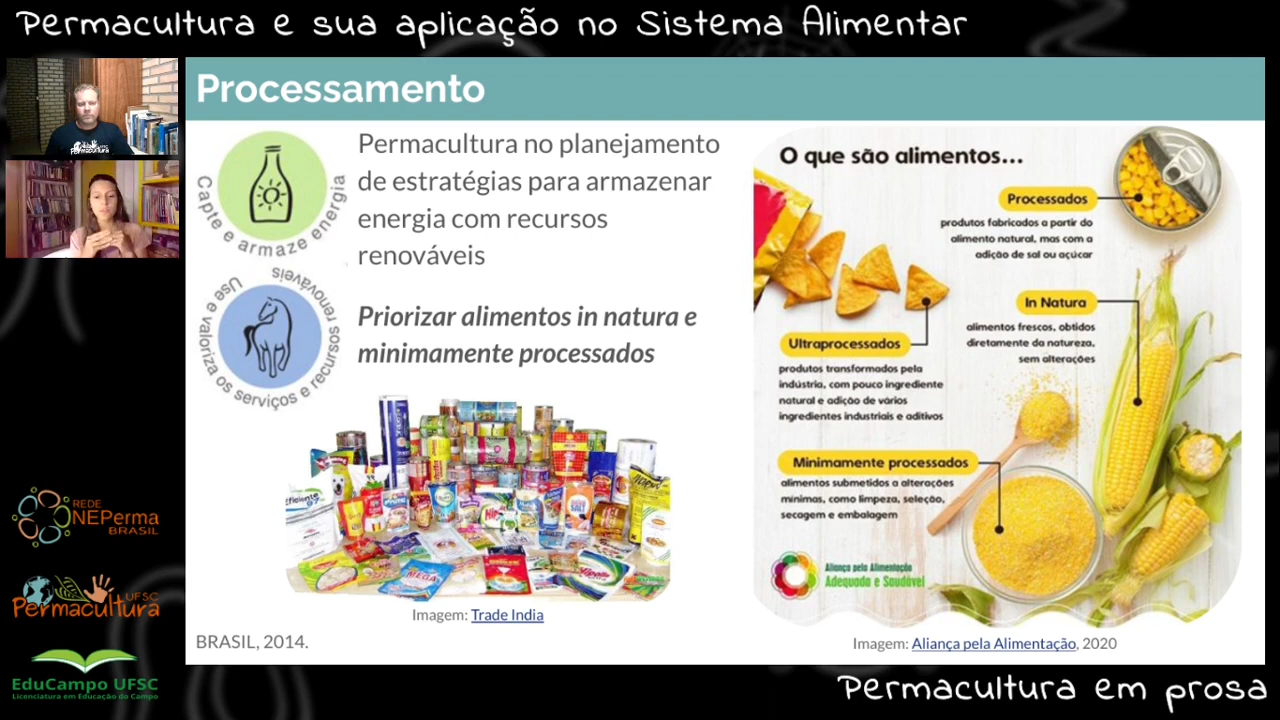 Permacultura e sua aplicação no Sistema Alimentar
Processamento
Capte e armaze energia
Permacultura no planejamento
de estratégias para armazenar
energia com recursos
renováveis
Use e valoriza os serviços e recursos renováveis
Priorizar alimentos in natura e
minimamente processados
Imagem: Trade India
BRASIL, 2014.
O que são alimentos...
Processados
produtos fabricados a partir do
alimento natural, mas com a
adição de sal ou açúcar
In Natura
alimentos frescos, obtidos
diretamente da natureza,
sem alterações
Ultraprocessados
produtos transformados pela
indústria, com pouco ingrediente
natural e adição de vários
ingredientes industriais e aditivos
Minimamente processados
alimentos submetidos a alterações
mínimas, como limpeza, seleção,
secagem e embalagem
Aliança pela Alimentação
Adequada e Saudável
Imagem: Aliança pela Alimentação, 2020
REDE
NEPerma
BRASIL
UFSC
Permacultura
EduCampo UFSC
Licenciatura em Educação do Campo
Permacultura em prosa